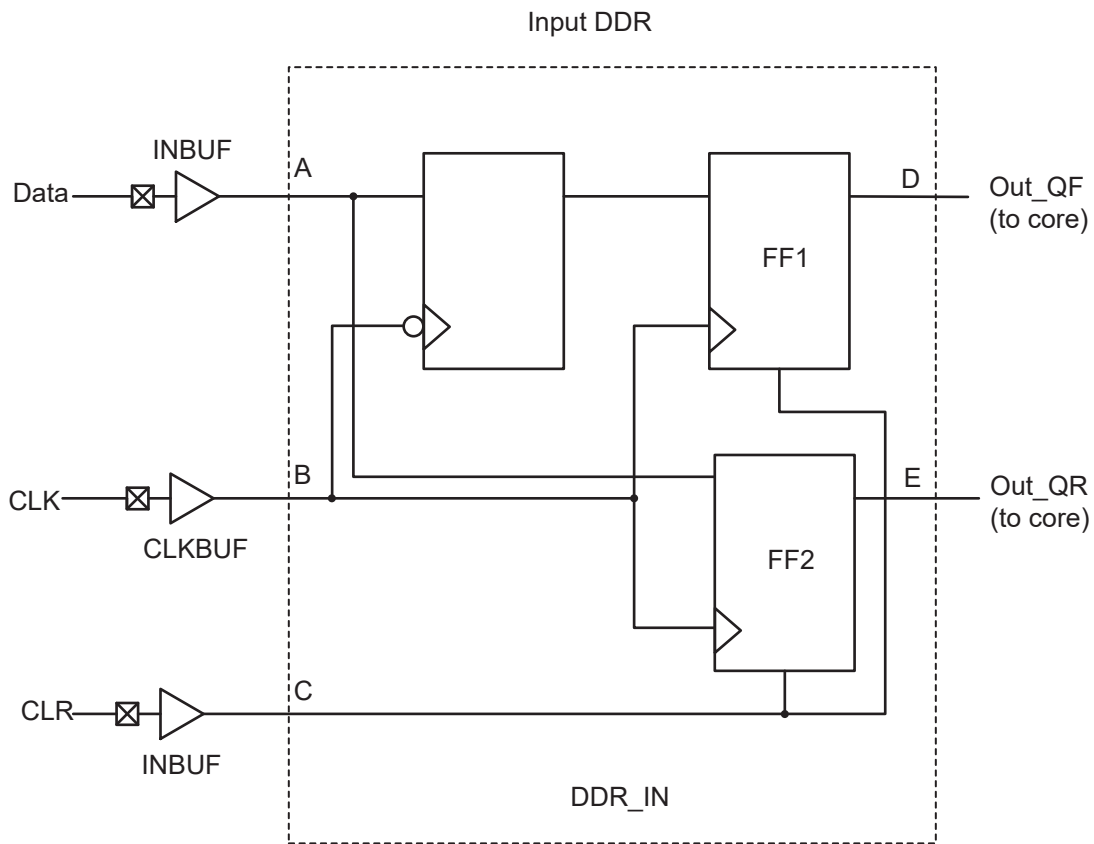 Input DDR
INBUF
A
Data
D
Out_QF
(to core)
FF1
B
CLK
CLKBUF
E
Out_QR
(to core)
FF2
C
CLR
INBUF
DDR_IN